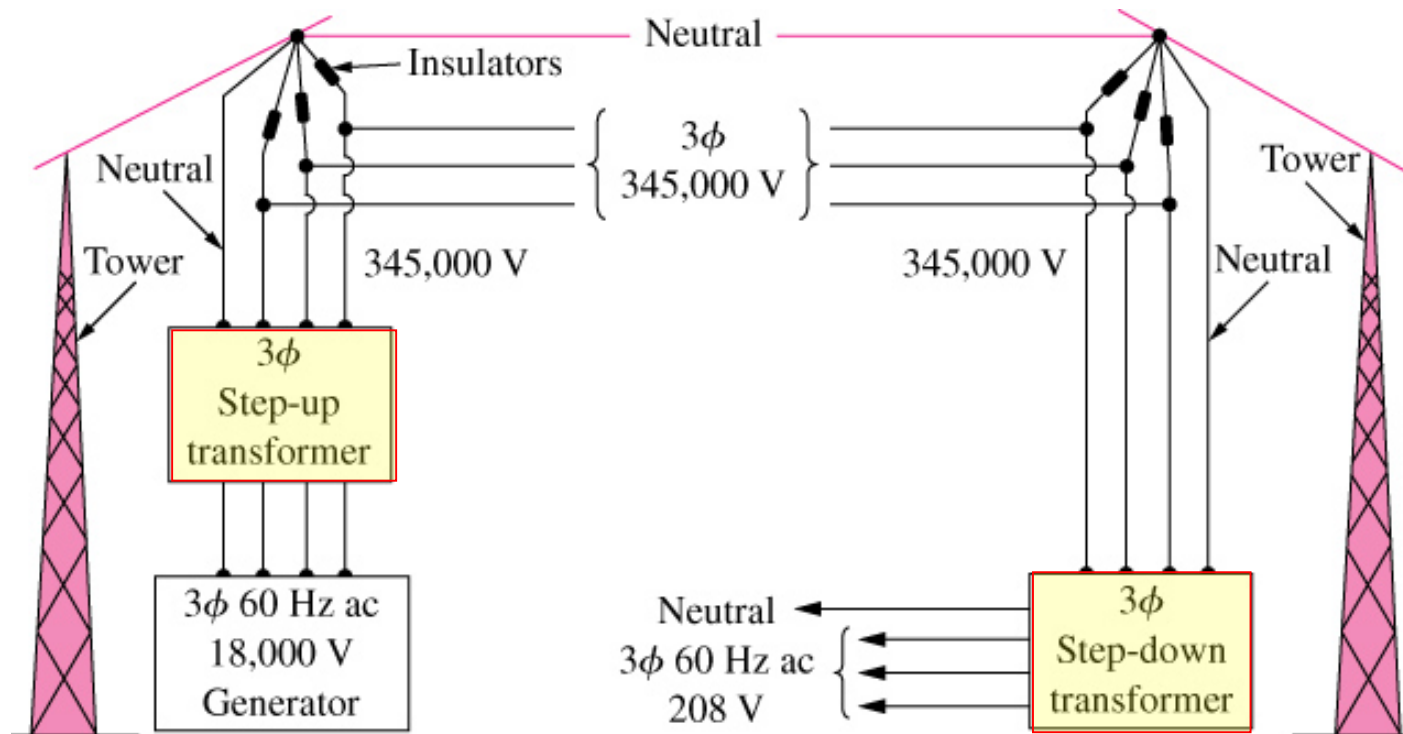 Neutral
Insulators
3ϕ
345,000 V
Neutral
Tower
345,000 V
345,000 V
Tower
Neutral
3ϕ
Step-up
transformer
3ϕ 60 Hz ac
18,000 V
Generator
Neutral
3ϕ 60 Hz ac
208 V
3ϕ
Step-down
transformer